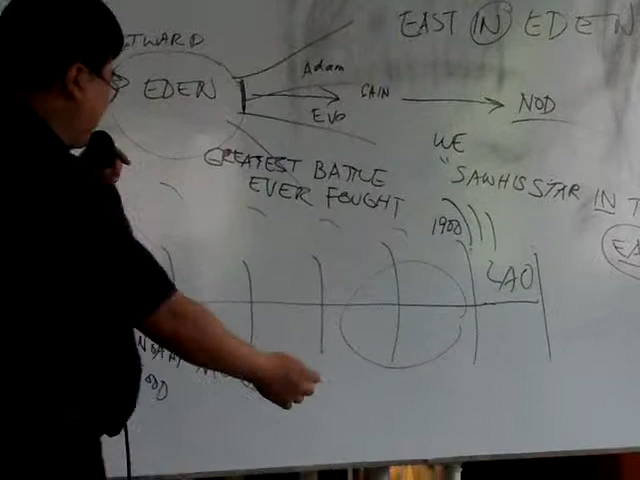 EAST IN EDEN
TWARD
EDEN
Adam
CAIN
NOD
EVE
WE
GREATEST BATTLE
EVER FOUGHT
"SAW HIS STAR IN T
1900
EA
LAO